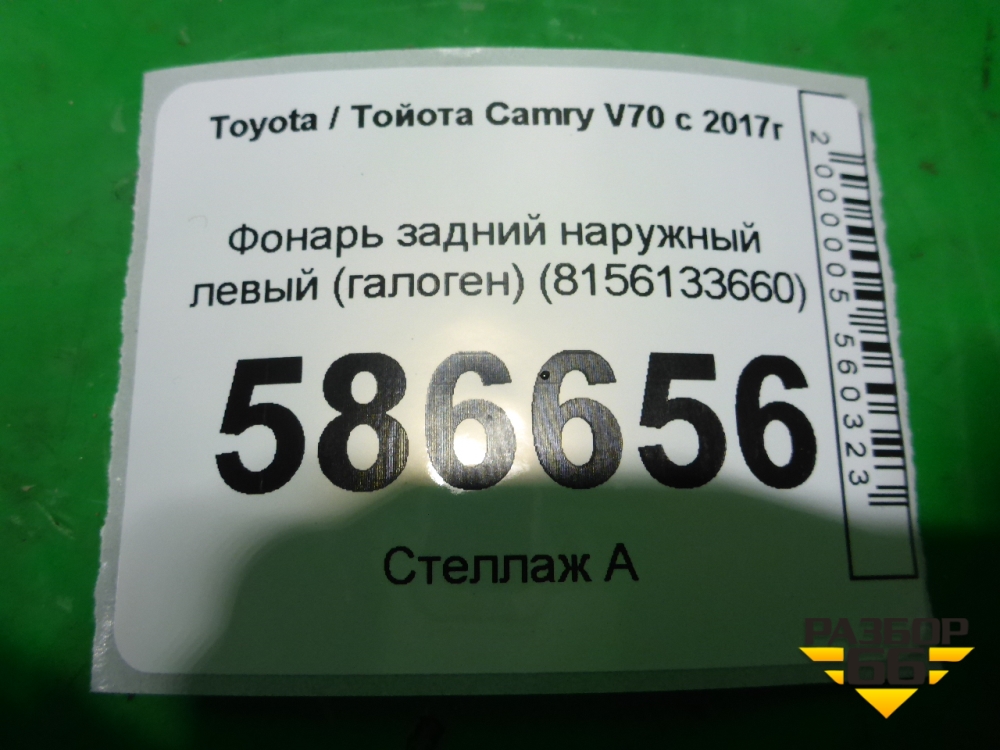 Toyota / Тойота Camry V70 с 2017г
Фонарь задний наружный
левый (галоген) (8156133660)
586656
Стеллаж А
2000005560323
РАЗБОР
66